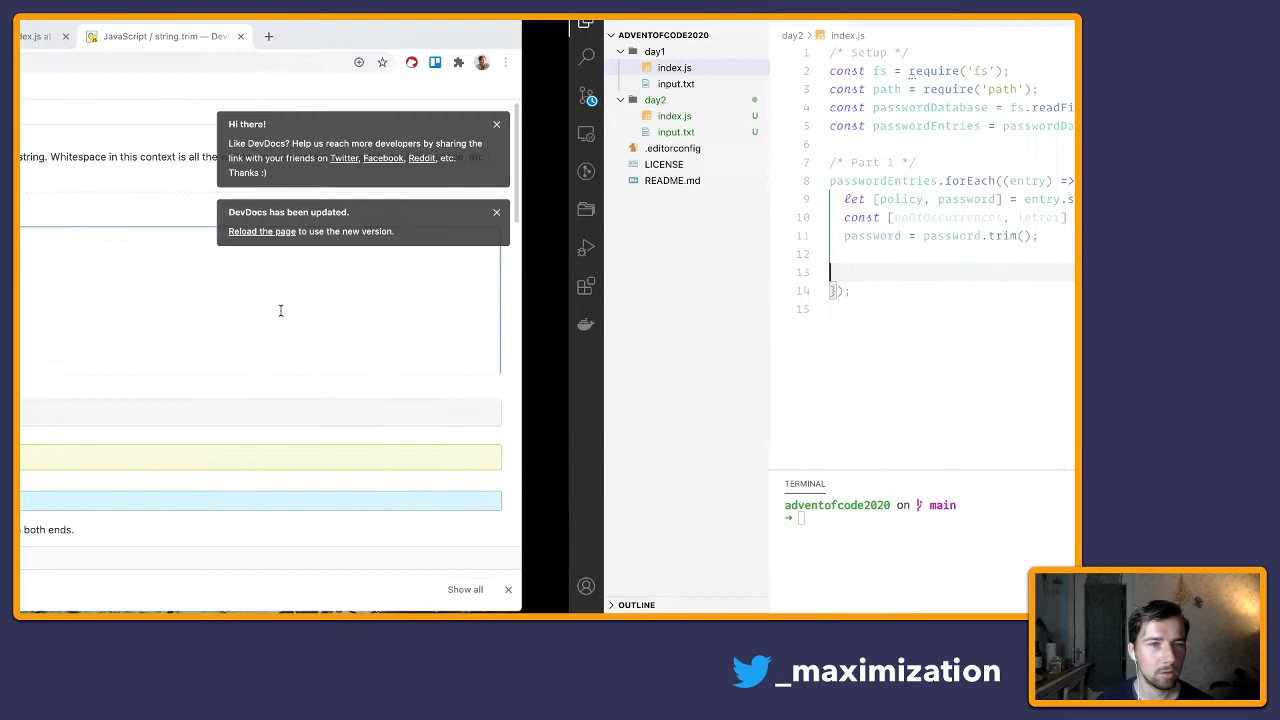 dex.js at
JavaScript / string.trim — Dev
string. Whitespace in this context is all the
Hi there!
Like DevDocs? Help us reach more developers by sharing the
link with your friends on Twitter, Facebook, Reddit, etc.
Thanks :)
DevDocs has been updated.
Reload the page to use the new version.
both ends.
Show all
ADVENTOFCODE2020
day1
index.js
input.txt
day2
index.js U
input.txt U
.editorconfig
LICENSE
README.md
OUTLINE
day2 > index.js
1 /* Setup */
2 const fs = require('fs');
3 const path = require('path');
4 const passwordDatabase = fs.readFi
5 const passwordEntries = passwordDa
6
7 /* Part 1 */
8 passwordEntries.forEach((entry) =>
9 let [policy, password] = entry.s
10 const [noOfOccurrences, letter]
11 password = password.trim();
12
13
14 });
15
TERMINAL
adventofcode2020 on main
→
_maximization